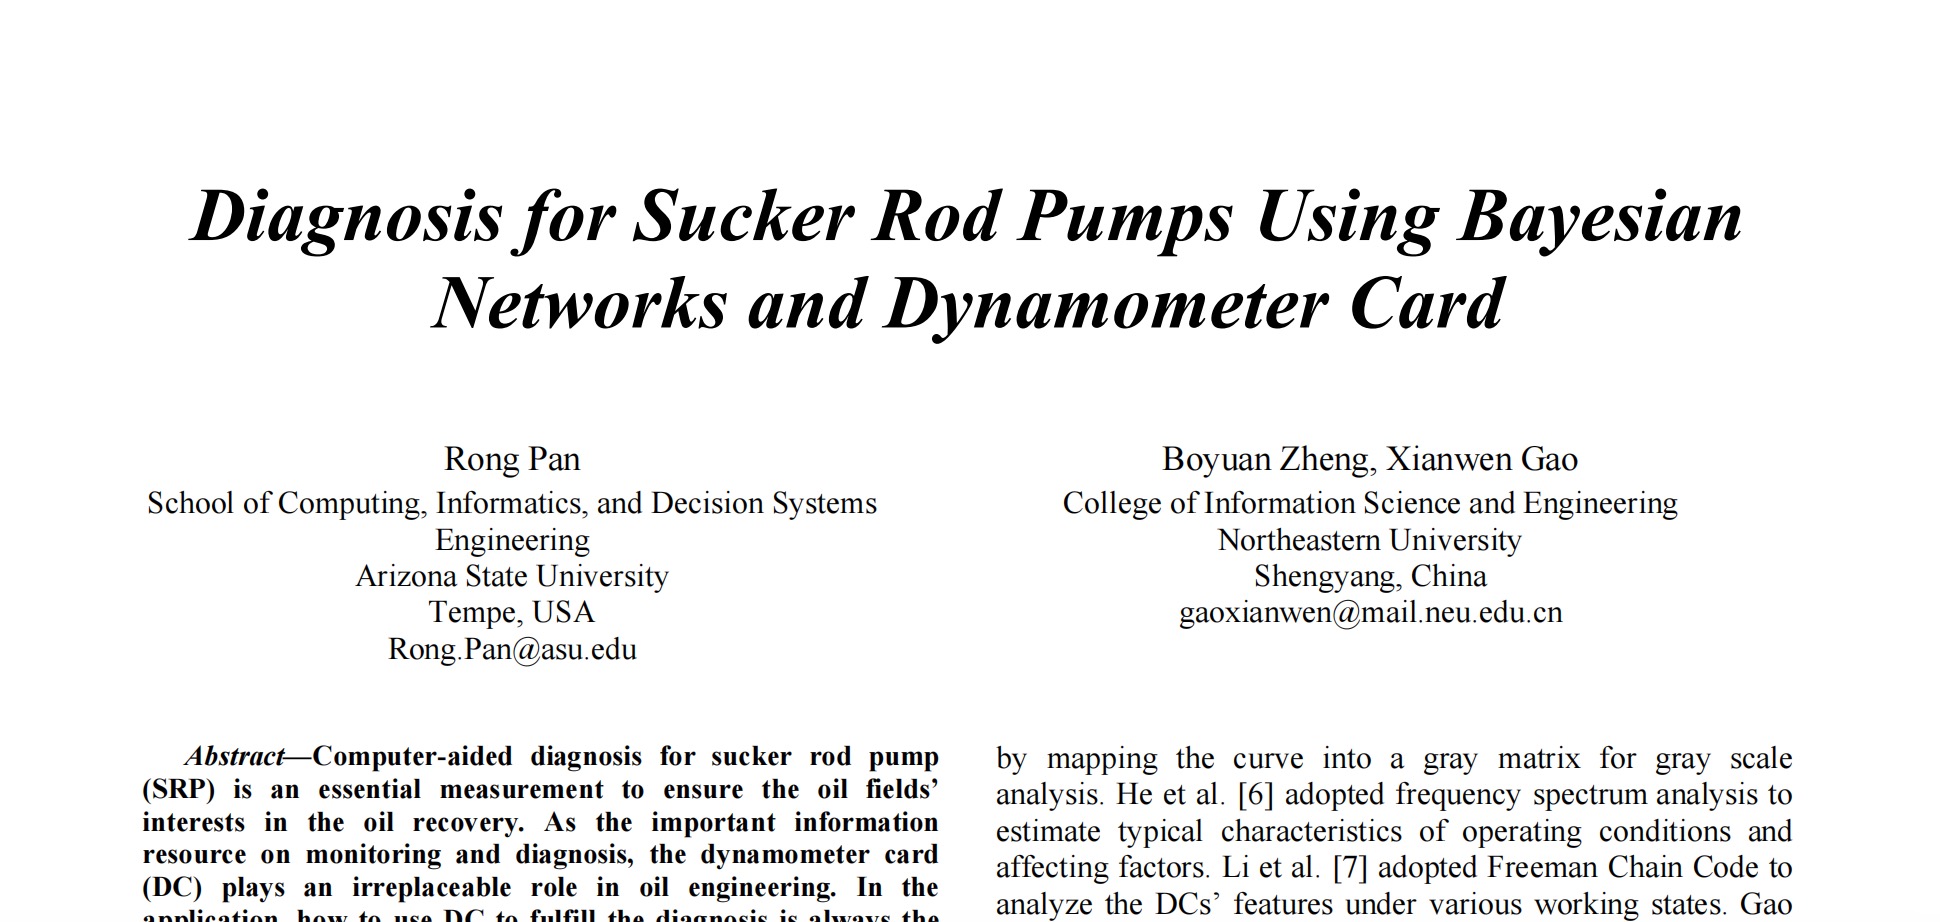 Diagnosis for Sucker Rod Pumps Using Bayesian
Networks and Dynamometer Card
Rong Pan
School of Computing, Informatics, and Decision Systems
Engineering
Arizona State University
Tempe, USA
Rong.Pan@asu.edu
Boyuan Zheng, Xianwen Gao
College of Information Science and Engineering
Northeastern University
Shengyang, China
gaoxianwen@mail.neu.edu.cn
Abstract—Computer-aided diagnosis for sucker rod pump
(SRP) is an essential measurement to ensure the oil fields’
interests in the oil recovery. As the important information
resource on monitoring and diagnosis, the dynamometer card
(DC) plays an irreplaceable role in oil engineering. In the
application, how to use DC to fulfill the diagnosis is always the
by mapping the curve into a gray matrix for gray scale
analysis. He et al. [6] adopted frequency spectrum analysis to
estimate typical characteristics of operating conditions and
affecting factors. Li et al. [7] adopted Freeman Chain Code to
analyze the DCs’ features under various working states. Gao